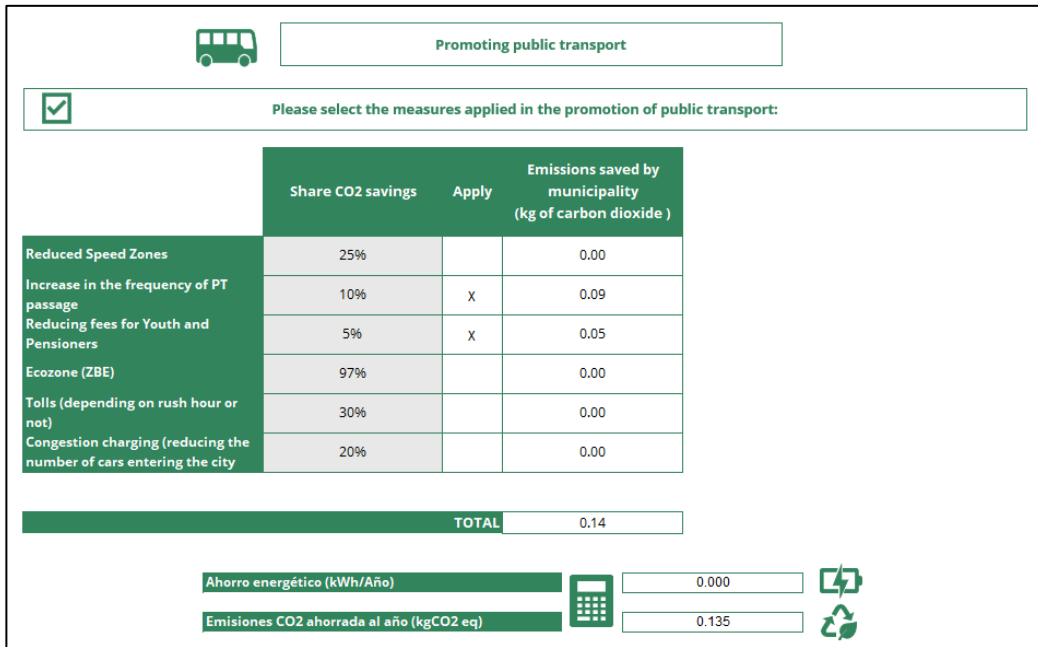 Promoting public transport
Please select the measures applied in the promotion of public transport:
Share CO2 savings
Apply
Emissions saved by
municipality
(kg of carbon dioxide )
Reduced Speed Zones
25%
0.00
Increase in the frequency of PT
passage
10%
X
0.09
Reducing fees for Youth and
Pensioners
5%
X
0.05
Ecozone (ZBE)
97%
0.00
Tolls (depending on rush hour or
not)
30%
0.00
Congestion charging (reducing the
number of cars entering the city
20%
0.00
TOTAL
0.14
Ahorro energético (kWh/Año)
0.000
Emisiones CO2 ahorrada al año (kgCO2 eq)
0.135